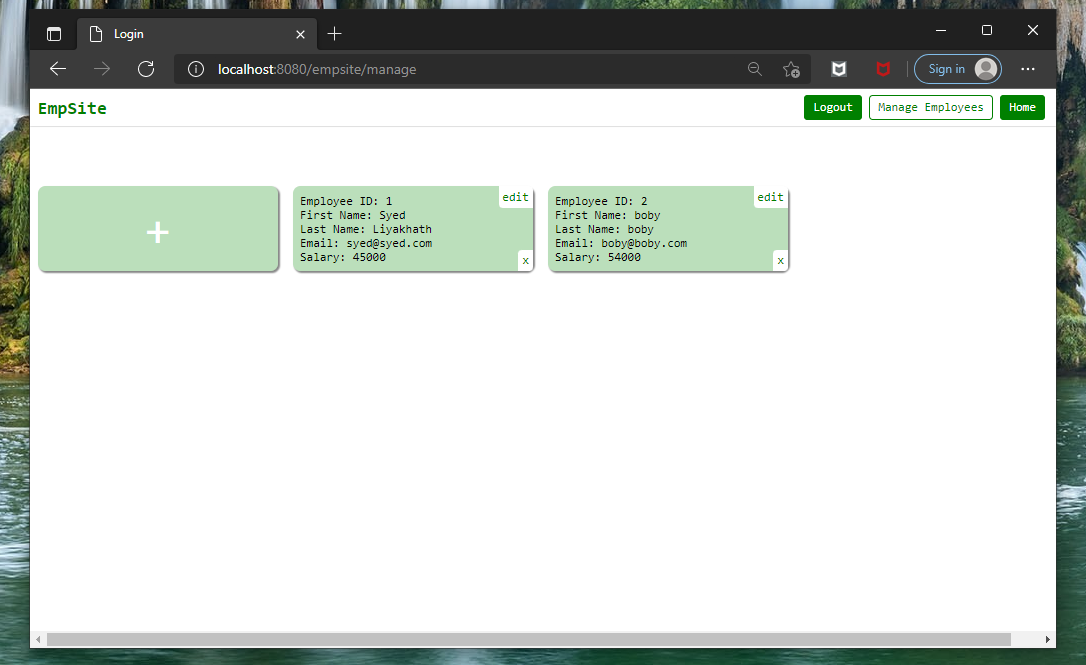 Login
localhost:8080/empsite/manage
Sign in
EmpSite
Logout
Manage Employees
Home
+
Employee ID: 1
edit
First Name: Syed
Last Name: Liyakhath
Email: syed@syed.com
Salary: 45000
x
Employee ID: 2
edit
First Name: boby
Last Name: boby
Email: boby@boby.com
Salary: 54000
x